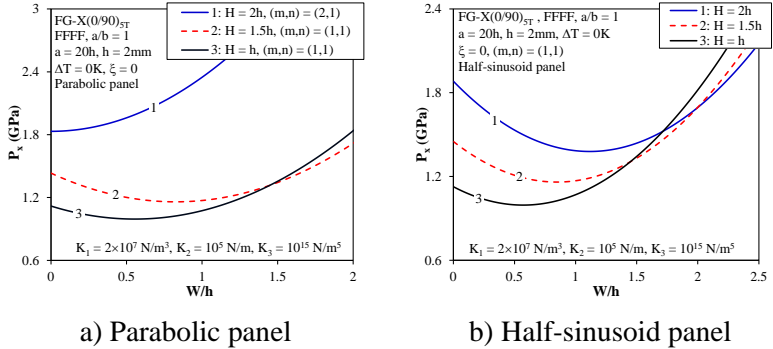 FG-X(0/90)5T
FFFF, a/b = 1
a = 20h, h = 2mm
ΔT = 0K, ξ = 0
Parabolic panel
1: H = 2h, (m,n) = (2,1)
2: H = 1.5h, (m,n) = (1,1)
3: H = h, (m,n) = (1,1)
3
2.4
1.8
1.2
0.6
Px (GPa)
1
2
3
K1 = 2×10^7 N/m^3, K2 = 10^5 N/m, K3 = 10^15 N/m^5
0
0.5
1
1.5
2
W/h
a) Parabolic panel
FG-X(0/90)5T , FFFF, a/b = 1
a = 20h, h = 2mm, ΔT = 0K
ξ = 0, (m,n) = (1,1)
Half-sinusoid panel
1: H = 2h
2: H = 1.5h
3: H = h
2.2
1.8
1.4
1.0
0.6
Px (GPa)
1
2
3
K1 = 2×10^7 N/m^3, K2 = 10^5 N/m, K3 = 10^15 N/m^5
0
0.5
1
1.5
2
2.5
W/h
b) Half-sinusoid panel